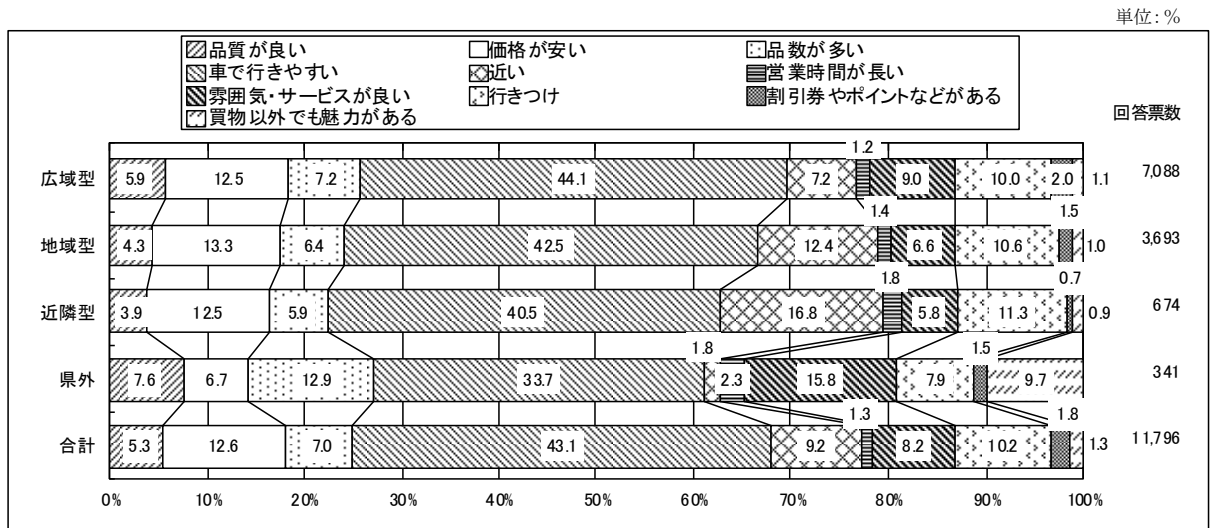 単位：%
品質が良い 価格が安い 品数が多い
車で行きやすい 近い 営業時間が長い
雰囲気・サービスが良い 行きつけ 割引券やポイントなどがある
買物以外でも魅力がある
回答票数
1.2
広域型 5.9 12.5 7.2 44.1 7.2 9.0 10.0 2.0 1.1 7,088
1.4 1.5
地域型 4.3 13.3 6.4 42.5 12.4 6.6 10.6 1.0 3,693
1.8 0.7
近隣型 3.9 12.5 5.9 40.5 16.8 5.8 11.3 0.9 674
1.8 1.5
県外 7.6 6.7 12.9 33.7 2.3 15.8 7.9 9.7 341
1.3 1.8
合計 5.3 12.6 7.0 43.1 9.2 8.2 10.2 1.3 11,796
0% 10% 20% 30% 40% 50% 60% 70% 80% 90% 100%